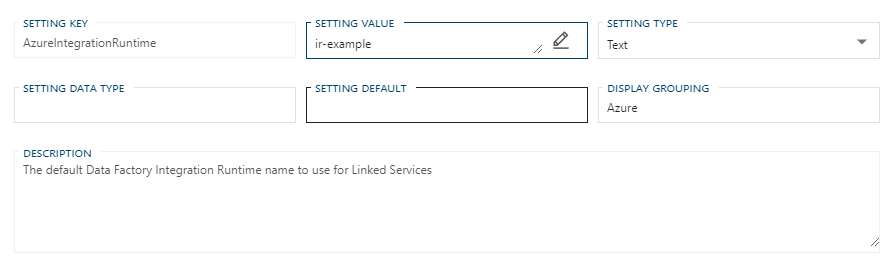 SETTING KEY
AzureIntegrationRuntime
SETTING VALUE
ir-example
SETTING TYPE
Text
SETTING DATA TYPE
SETTING DEFAULT
DISPLAY GROUPING
Azure
DESCRIPTION
The default Data Factory Integration Runtime name to use for Linked Services